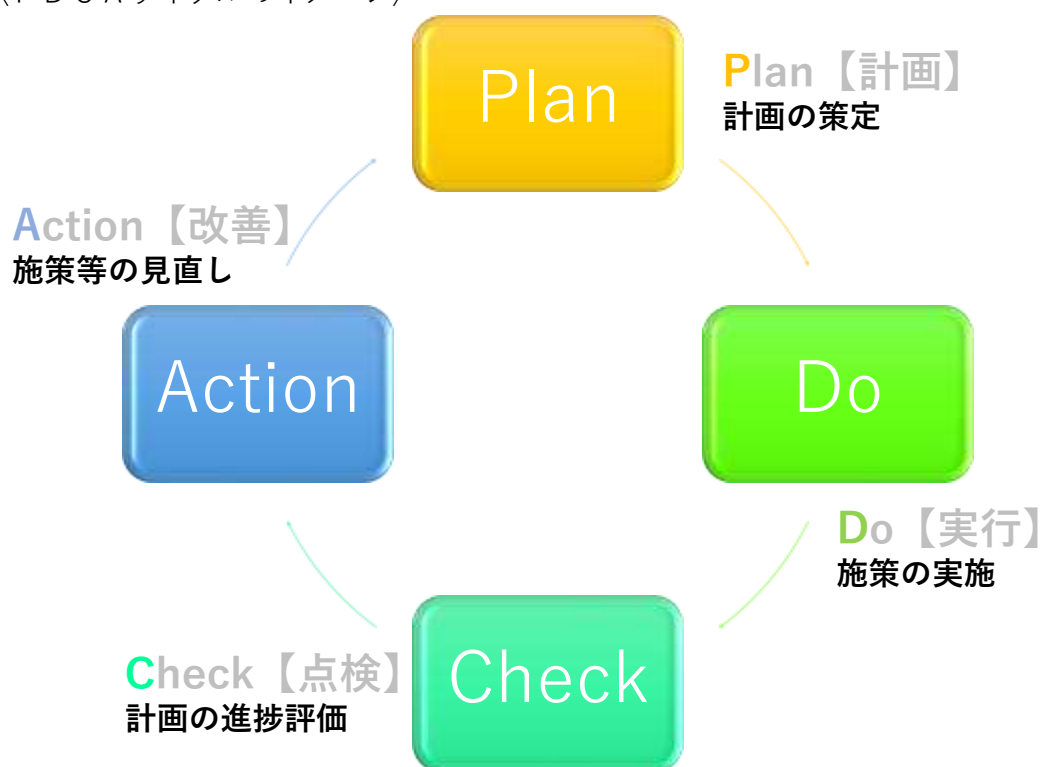 Plan
Plan【計画】
計画の策定
Action【改善】
施策等の見直し
Action
Do
Do【実行】
施策の実施
Check
Check【点検】
計画の進捗評価